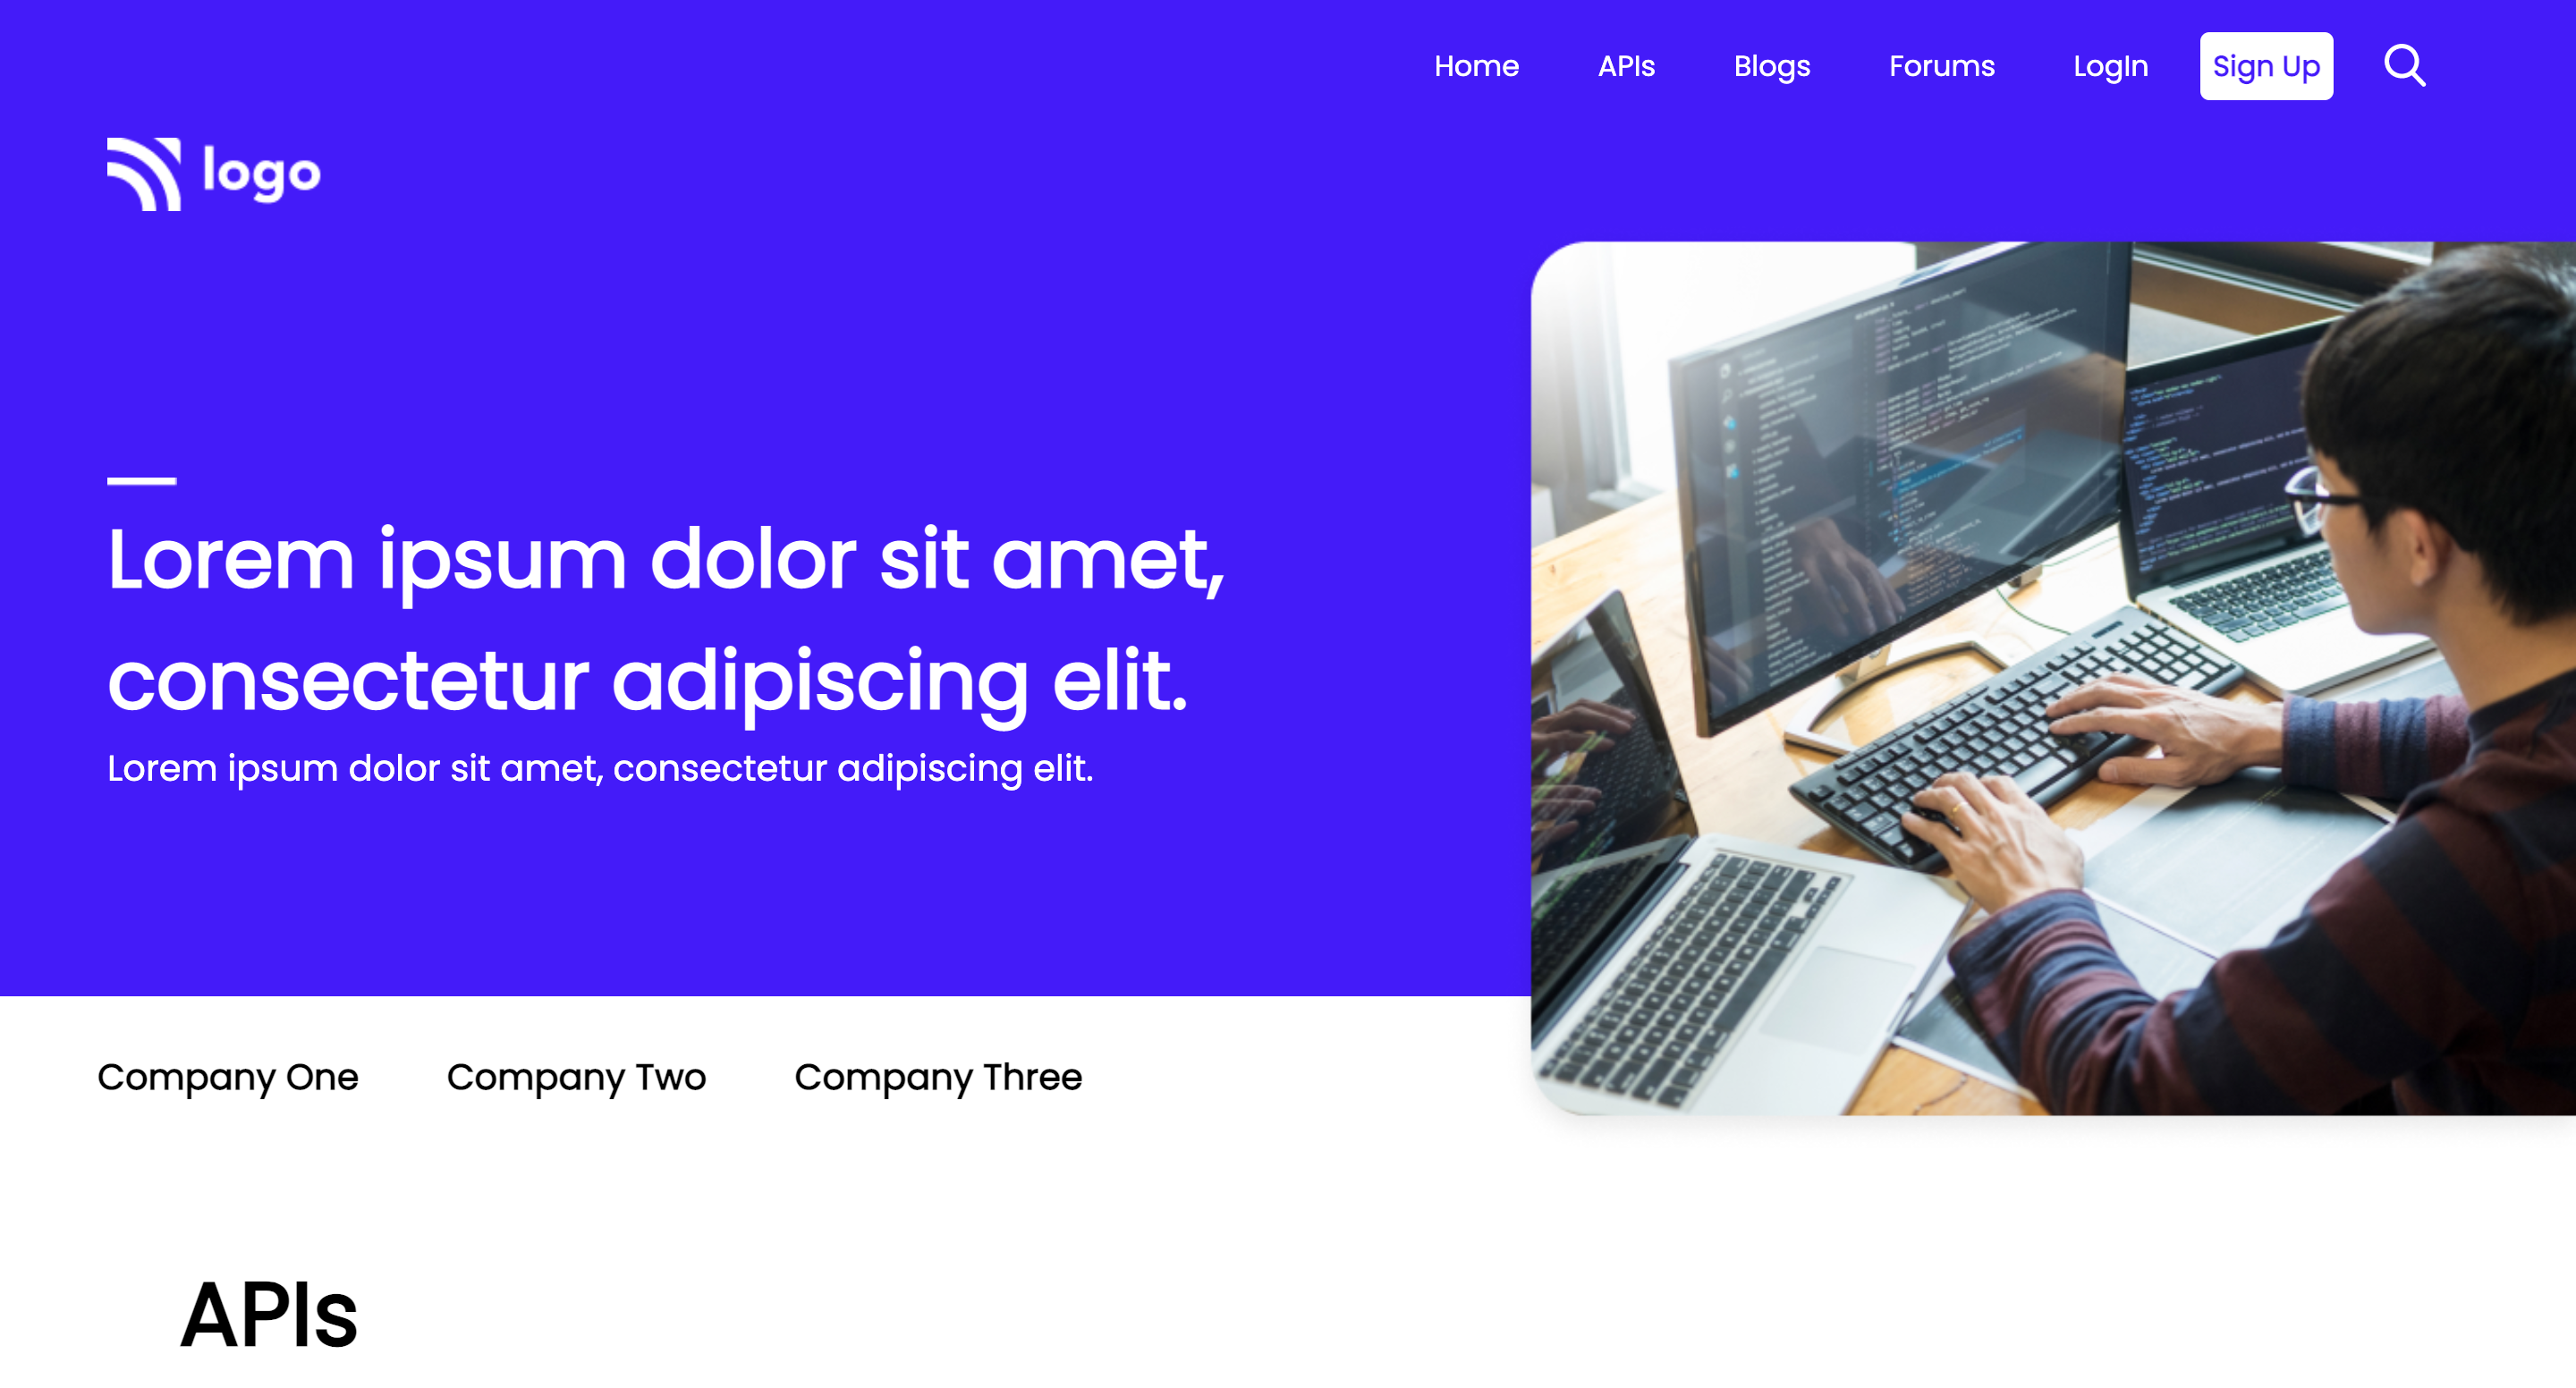 Home APIs Blogs Forums LogIn Sign Up
logo
Lorem ipsum dolor sit amet,
consectetur adipiscing elit.
Lorem ipsum dolor sit amet, consectetur adipiscing elit.
Company One Company Two Company Three
APIs